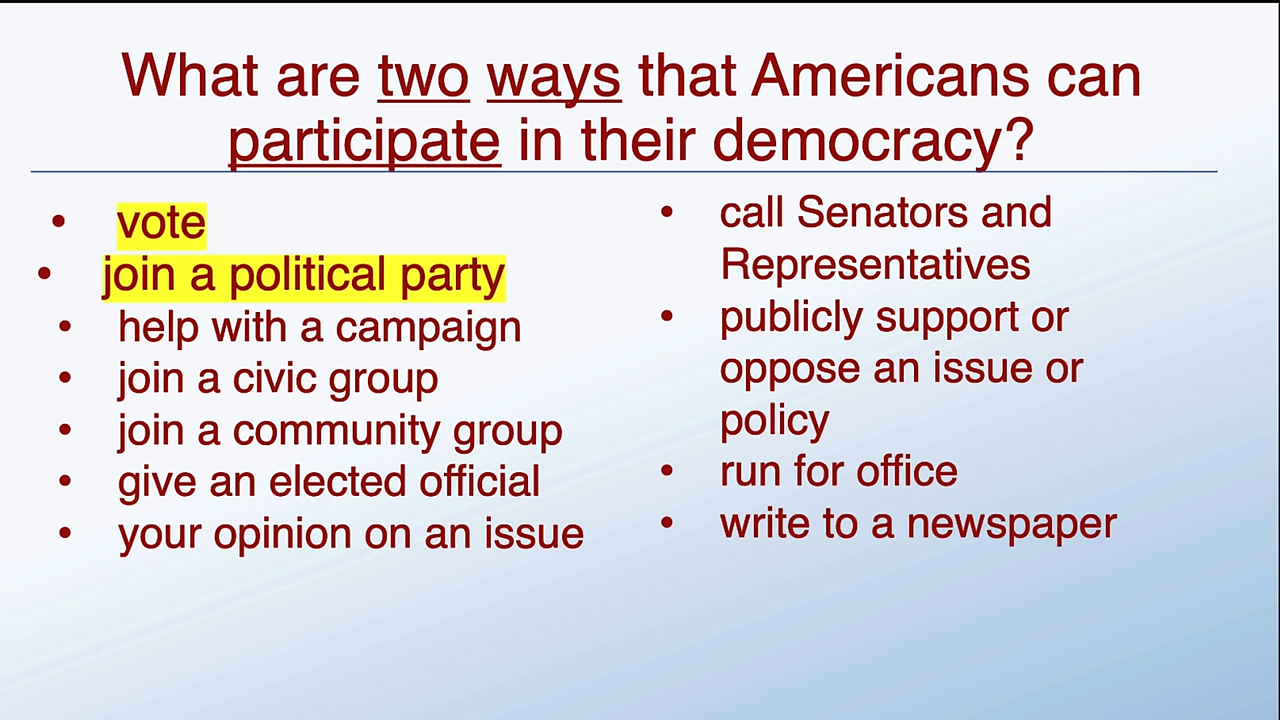 What are two ways that Americans can
participate in their democracy?
• vote
• join a political party
• help with a campaign
• join a civic group
• join a community group
• give an elected official
• your opinion on an issue
• call Senators and
Representatives
• publicly support or
oppose an issue or
policy
• run for office
• write to a newspaper